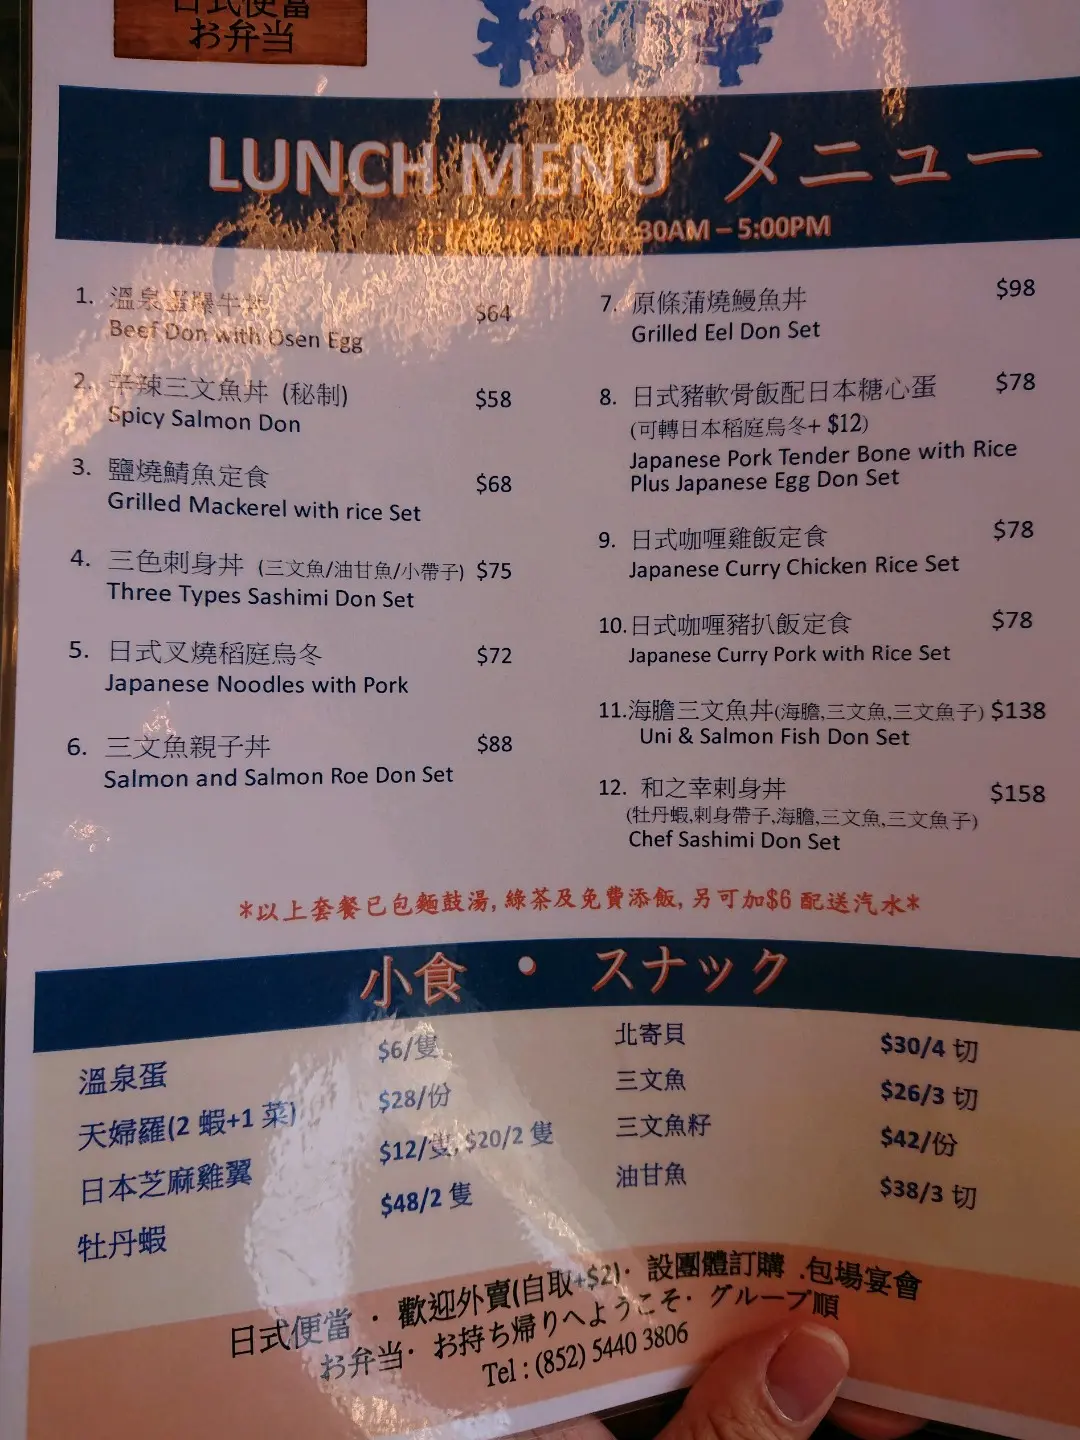 日式便當
お弁当
和の幸
LUNCH MENU メニュー
11:30AM – 5:00PM
1. 溫泉蛋爆牛丼 $64
Beef Don with Osen Egg
2. 辛辣三文魚丼 (秘制) $58
Spicy Salmon Don
3. 鹽燒鯖魚定食 $68
Grilled Mackerel with rice Set
4. 三色刺身丼 (三文魚/油甘魚/小帶子) $75
Three Types Sashimi Don Set
5. 日式叉燒稻庭烏冬 $72
Japanese Noodles with Pork
6. 三文魚親子丼 $88
Salmon and Salmon Roe Don Set
7. 原條蒲燒鰻魚丼 $98
Grilled Eel Don Set
8. 日式豬軟骨飯配日本糖心蛋 $78
(可轉日本稻庭烏冬+ $12)
Japanese Pork Tender Bone with Rice
Plus Japanese Egg Don Set
9. 日式咖喱雞飯定食 $78
Japanese Curry Chicken Rice Set
10. 日式咖喱豬扒飯定食 $78
Japanese Curry Pork with Rice Set
11. 海膽三文魚丼(海膽,三文魚,三文魚子) $138
Uni & Salmon Fish Don Set
12. 和之幸刺身丼 $158
(牡丹蝦,刺身帶子,海膽,三文魚,三文魚子)
Chef Sashimi Don Set
*以上套餐已包麵鼓湯, 綠茶及免費添飯, 另可加$6 配送汽水*
小食 • スナック
溫泉蛋 $6/隻
天婦羅(2 蝦+1 菜) $28/份
日本芝麻雞翼 $12/隻, $20/2 隻
牡丹蝦 $48/2 隻
北寄貝 $30/4 切
三文魚 $26/3 切
三文魚籽 $42/份
油甘魚 $38/3 切
日式便當 · 歡迎外賣(自取+$2)· 設團體訂購 .包場宴會
お弁当· お持ち帰りへようこそ· グループ順
Tel : (852) 5440 3806